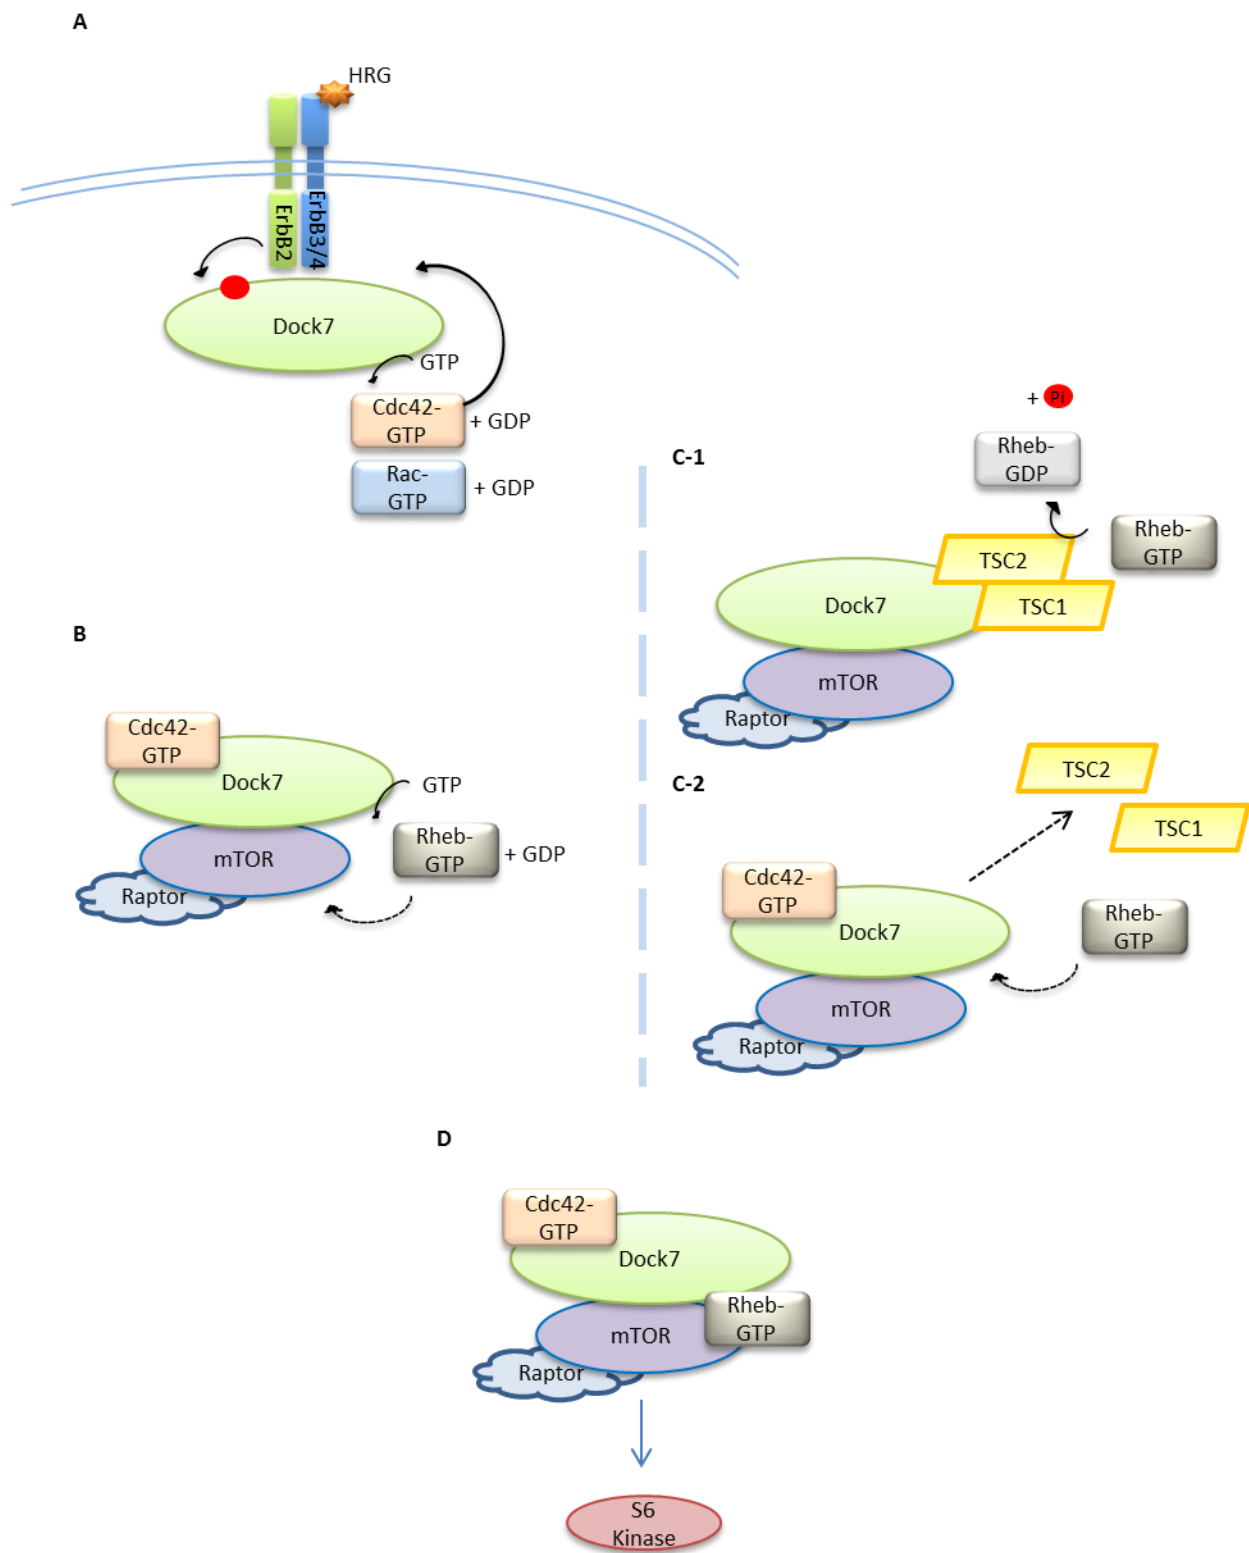 A
HRG
ErbB2
ErbB3/4
Dock7
GTP
Cdc42-
GTP
+ GDP
Rac-
GTP
+ GDP
B
Cdc42-
GTP
Dock7
GTP
mTOR
Rheb-
GTP
+ GDP
Raptor
C-1
+ Pi
Rheb-
GDP
Rheb-
GTP
TSC2
Dock7
TSC1
mTOR
Raptor
C-2
TSC2
TSC1
Cdc42-
GTP
Dock7
Rheb-
GTP
mTOR
Raptor
D
Cdc42-
GTP
Dock7
Rheb-
GTP
mTOR
Raptor
S6
Kinase